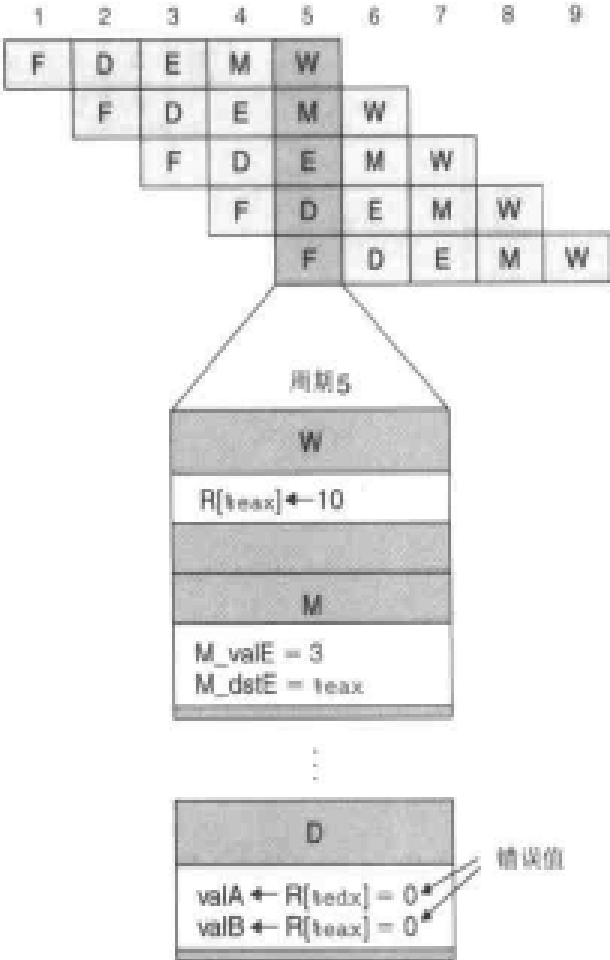 1 2 3 4 5 6 7 8 9
F D E M W
F D E M W
F D E M W
F D E M W
F D E M W
周期5
W
R[%eax]←10
M
M_valE = 3
M_dstE = %eax
D
错误值
valA ← R[%edx] = 0
valB ← R[%eax] = 0